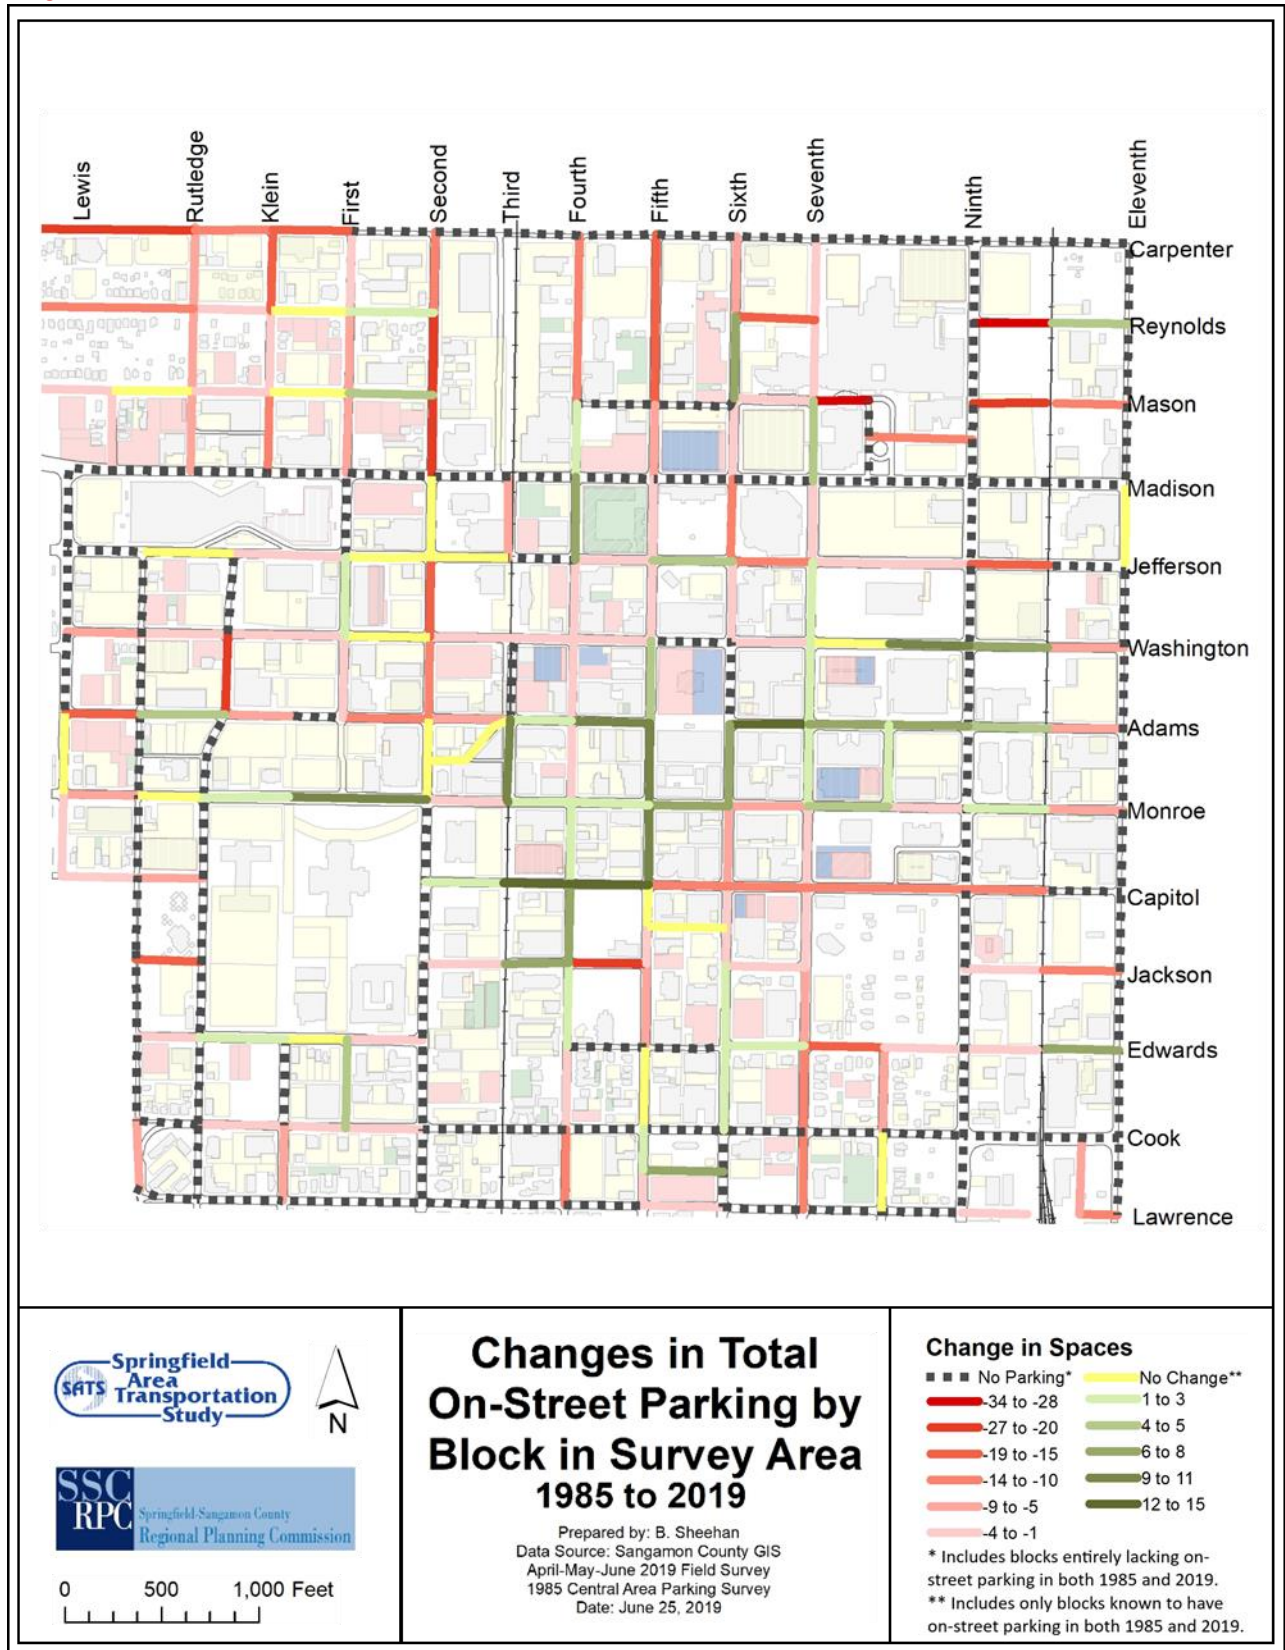 Lewis
Rutledge
Klein
First
Second
Third
Fourth
Fifth
Sixth
Seventh
Ninth
Eleventh
Carpenter
Reynolds
Mason
Madison
Jefferson
Washington
Adams
Monroe
Capitol
Jackson
Edwards
Cook
Lawrence
Springfield
Area
Transportation
Study
SATS
N
SSC
RPC
Springfield-Sangamon County
Regional Planning Commission
0 500 1,000 Feet
Changes in Total
On-Street Parking by
Block in Survey Area
1985 to 2019
Prepared by: B. Sheehan
Data Source: Sangamon County GIS
April-May-June 2019 Field Survey
1985 Central Area Parking Survey
Date: June 25, 2019
Change in Spaces
No Parking* No Change**
-34 to -28 1 to 3
-27 to -20 4 to 5
-19 to -15 6 to 8
-14 to -10 9 to 11
-9 to -5 12 to 15
-4 to -1
* Includes blocks entirely lacking on-
street parking in both 1985 and 2019.
** Includes only blocks known to have
on-street parking in both 1985 and 2019.